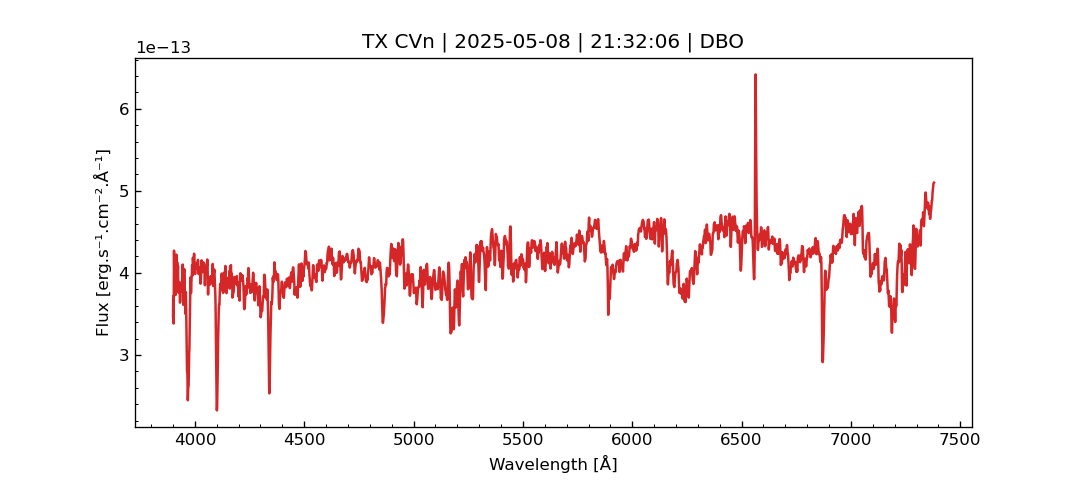 TX CVn | 2025-05-08 | 21:32:06 | DBO
1e−13
6
5
4
3
Flux [erg.s⁻¹.cm⁻².Å⁻¹]
4000 4500 5000 5500 6000 6500 7000 7500
Wavelength [Å]